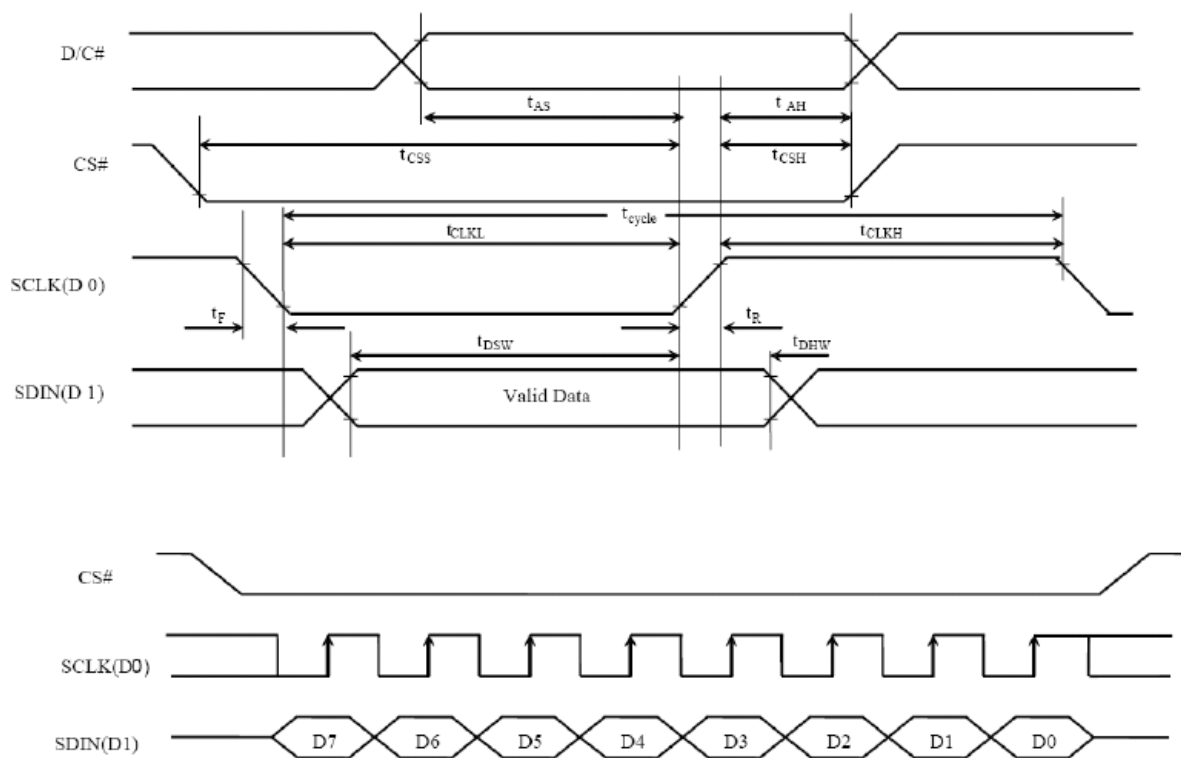 D/C#
tAS
t AH
CS#
tCSS
tCSH
tcycle
tCLKL
tCLKH
SCLK(D 0)
tF
tR
tDSW
tDHW
SDIN(D 1)
Valid Data
CS#
SCLK(D0)
SDIN(D1)
D7 D6 D5 D4 D3 D2 D1 D0